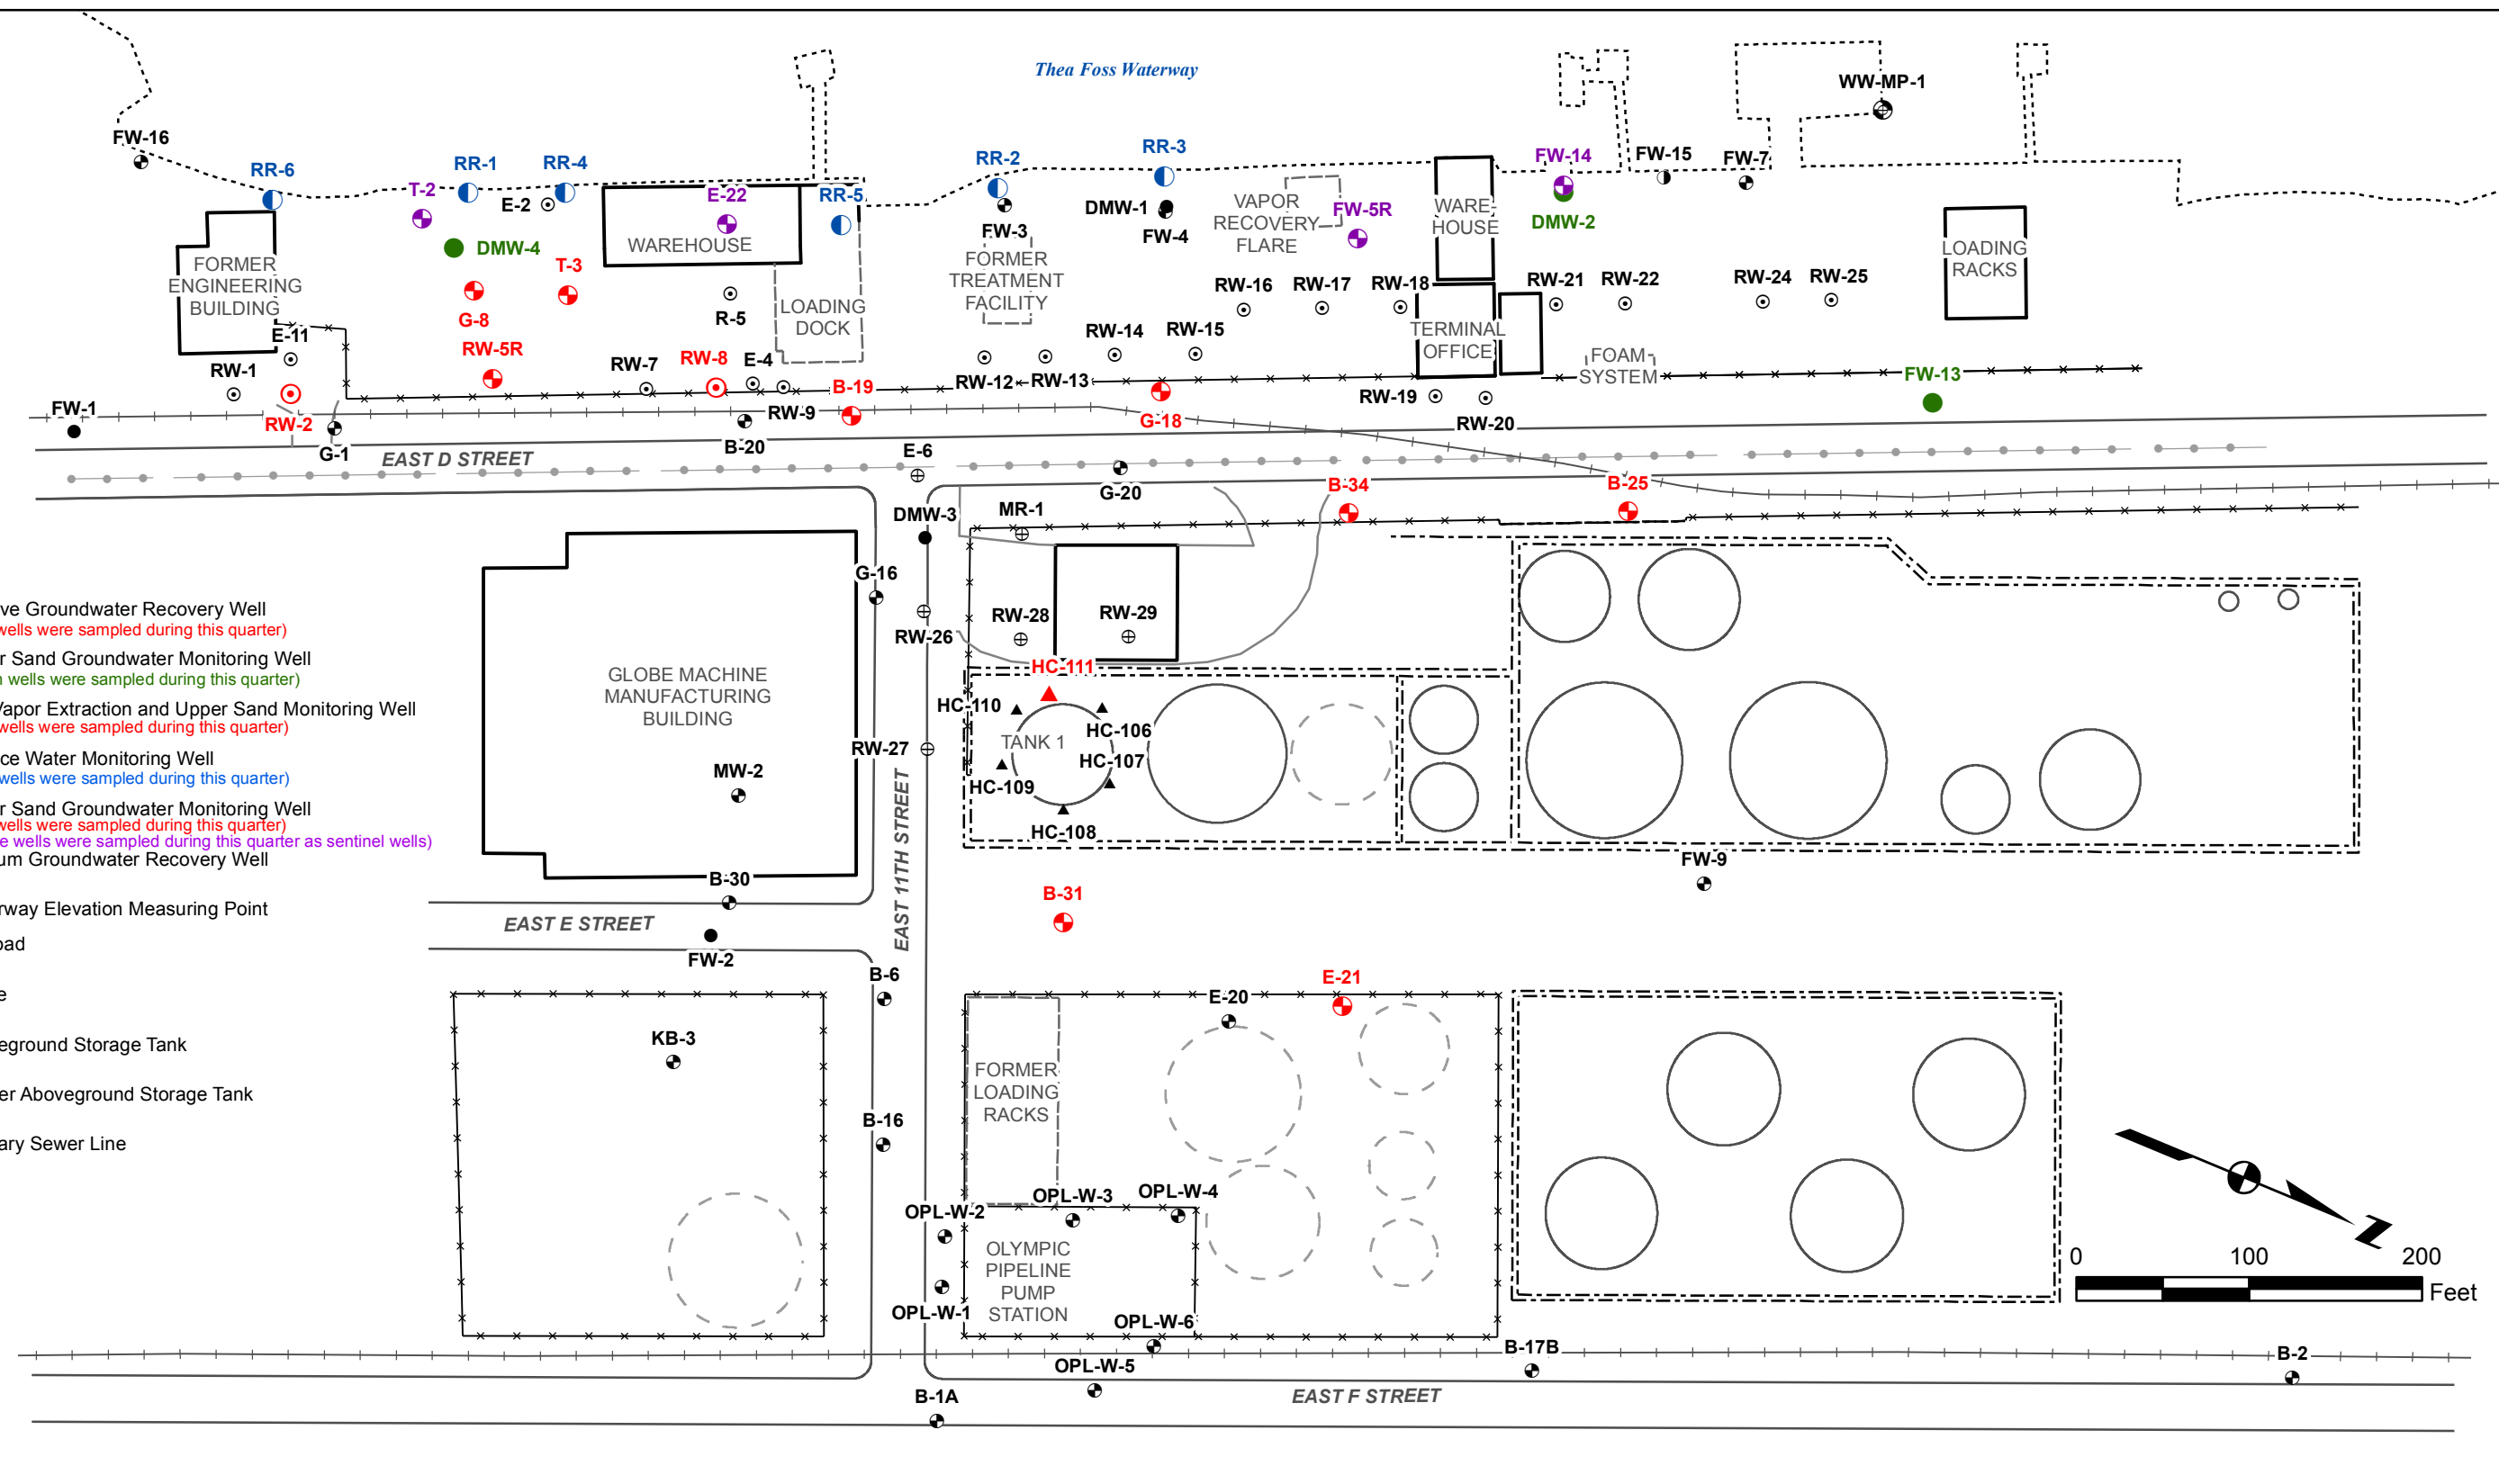 Thea Foss Waterway
WW-MP-1
FW-16
RR-6
RR-1
RR-4
T-2
E-2
E-22
RR-5
RR-2
RR-3
FW-14
FW-15
FW-7
DMW-4
WAREHOUSE
FW-3
DMW-1
FW-4
VAPOR
RECOVERY
FLARE
FW-5R
WARE-
HOUSE
DMW-2
FORMER
ENGINEERING
BUILDING
T-3
G-8
R-5
LOADING
DOCK
FORMER
TREATMENT
FACILITY
RW-16
RW-17
RW-18
RW-21
RW-22
RW-24
RW-25
LOADING
RACKS
E-11
RW-1
RW-5R
RW-7
RW-8
E-4
B-19
RW-12
RW-13
RW-14
RW-15
TERMINAL
OFFICE
FOAM
SYSTEM
FW-13
FW-1
RW-2
G-1
RW-9
B-20
G-18
RW-19
RW-20
EAST D STREET
E-6
G-20
B-34
B-25
DMW-3
MR-1
G-16
RW-26
RW-28
RW-29
ve Groundwater Recovery Well
wells were sampled during this quarter)
r Sand Groundwater Monitoring Well
n wells were sampled during this quarter)
Vapor Extraction and Upper Sand Monitoring Well
wells were sampled during this quarter)
ce Water Monitoring Well
wells were sampled during this quarter)
r Sand Groundwater Monitoring Well
wells were sampled during this quarter)
e wells were sampled during this quarter as sentinel wells)
um Groundwater Recovery Well
rway Elevation Measuring Point
oad
e
eground Storage Tank
er Aboveground Storage Tank
ary Sewer Line
GLOBE MACHINE
MANUFACTURING
BUILDING
MW-2
HC-111
HC-110
HC-106
TANK 1
RW-27
HC-107
HC-109
HC-108
EAST 11TH STREET
FW-9
B-30
B-31
EAST E STREET
FW-2
B-6
E-20
E-21
KB-3
FORMER
LOADING
RACKS
B-16
OPL-W-3
OPL-W-4
OPL-W-2
OLYMPIC
PIPELINE
PUMP
STATION
OPL-W-1
OPL-W-6
OPL-W-5
B-17B
B-2
B-1A
EAST F STREET
Z
0 100 200
Feet